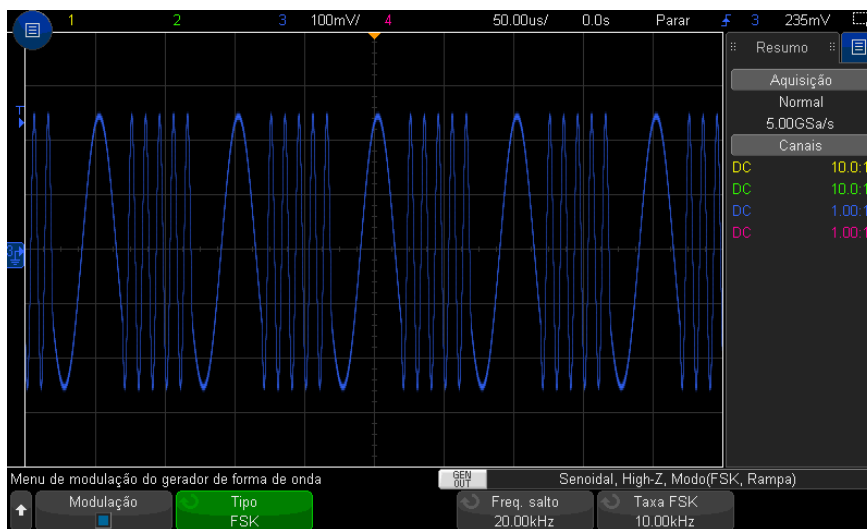 1 2 3 100mV/ 4 50.00us/ 0.0s Parar 3 235mV
Resumo
Aquisição
Normal
5.00GSa/s
Canais
DC 10.0:1
DC 10.0:1
DC 1.00:1
DC 1.00:1
T
3
Menu de modulação do gerador de forma de onda
GEN OUT
Senoidal, High-Z, Modo(FSK, Rampa)
Modulação
Tipo
FSK
Freq. salto
20.00kHz
Taxa FSK
10.00kHz